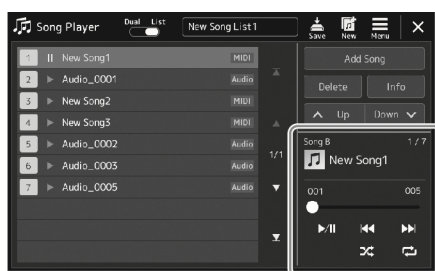 Song Player Dual List New Song List1 Save New Menu
1 New Song1 MIDI
2 Audio_0001 Audio
3 New Song2 MIDI
4 New Song3 MIDI
5 Audio_0002 Audio
6 Audio_0003 Audio
7 Audio_0005 Audio
1/1
Add Song
Delete Info
Up Down
Song B 1/7
New Song1
001 005